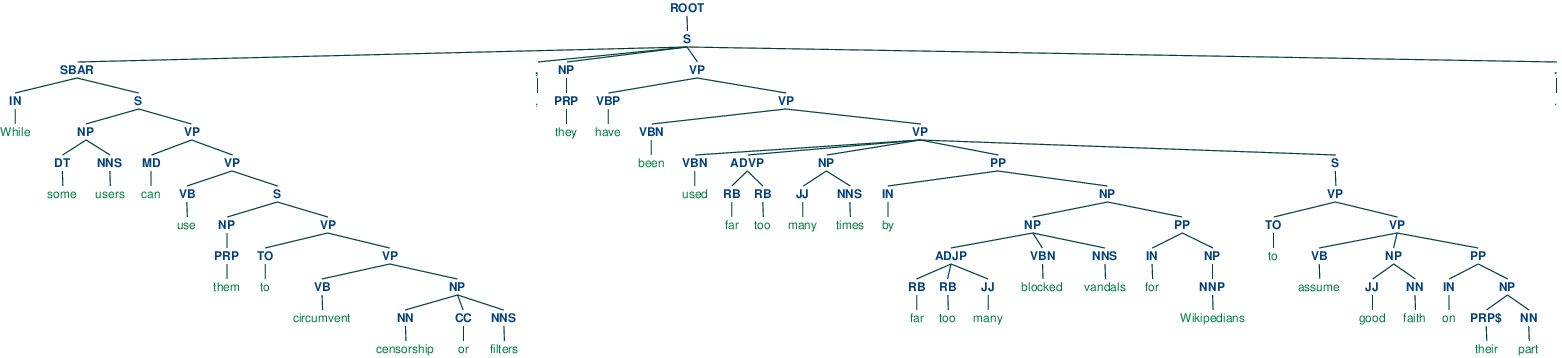 ROOT
S
SBAR , NP VP .
IN S , PRP VBP VP .
While NP VP they have VBN VP
DT NNS MD VP been VBN ADVP NP PP S
some users can VB S used RB RB JJ NNS IN NP VP
use NP VP far too many times by NP PP TO VP
PRP TO VP ADJP VBN NNS IN NP to VB NP PP
them to VB NP RB RB JJ blocked vandals for NNP assume JJ NN IN NP
circumvent NN CC NNS far too many Wikipedians good faith on PRP$ NN
censorship or filters their part